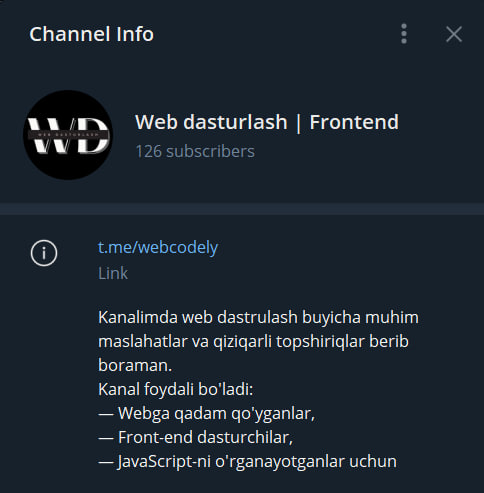 Channel Info
WD
WEB DASTURLASH
Web dasturlash | Frontend
126 subscribers
t.me/webcodely
Link
Kanalimda web dastrulash buyicha muhim
maslahatlar va qiziqarli topshiriqlar berib
boraman.
Kanal foydali bo'ladi:
— Webga qadam qo'yganlar,
— Front-end dasturchilar,
— JavaScript-ni o'rganayotganlar uchun